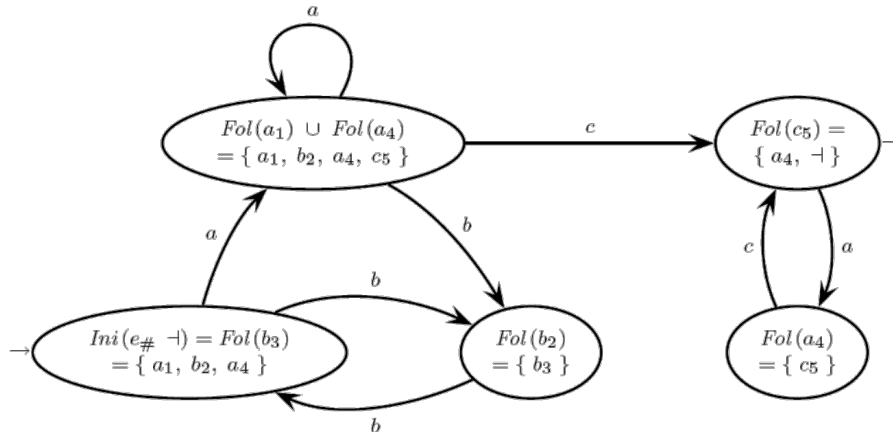 a
Fol(a₁) ∪ Fol(a₄)
= { a₁, b₂, a₄, c₅ }
c
Fol(c₅) =
{ a₄, ⊣ }
→
a
b
c
a
b
→
Ini(e# ⊣) = Fol(b₃)
= { a₁, b₂, a₄ }
Fol(b₂)
= { b₃ }
Fol(a₄)
= { c₅ }
b